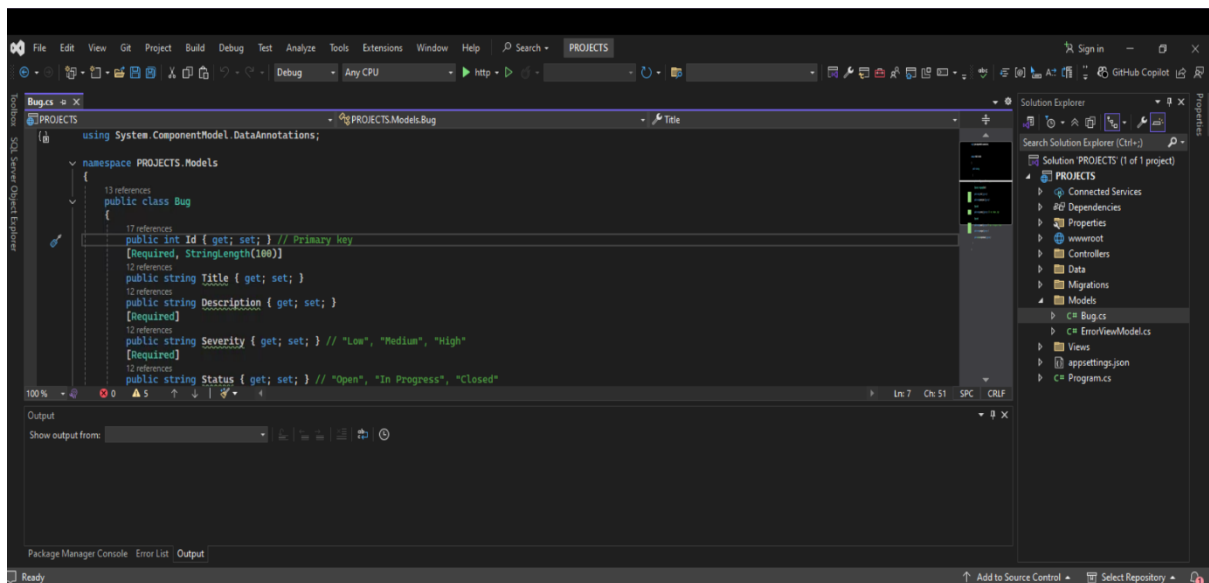 File Edit View Git Project Build Debug Test Analyze Tools Extensions Window Help Search PROJECTS Sign in
Debug Any CPU http GitHub Copilot
Toolbox
SQL Server Object Explorer
Bug.cs
PROJECTS PROJECTS.Models.Bug Title
using System.ComponentModel.DataAnnotations;
namespace PROJECTS.Models
{
13 references
public class Bug
{
17 references
public int Id { get; set; } // Primary key
[Required, StringLength(100)]
12 references
public string Title { get; set; }
12 references
public string Description { get; set; }
[Required]
12 references
public string Severity { get; set; } // "Low", "Medium", "High"
[Required]
12 references
public string Status { get; set; } // "Open", "In Progress", "Closed"
100 % 0 5 Ln: 7 Ch: 51 SPC CRLF
Output
Show output from:
Package Manager Console Error List Output
Solution Explorer
Search Solution Explorer (Ctrl+;)
Solution 'PROJECTS' (1 of 1 project)
PROJECTS
Connected Services
Dependencies
Properties
wwwroot
Controllers
Data
Migrations
Models
C# Bug.cs
C# ErrorViewModel.cs
Views
appsettings.json
C# Program.cs
Properties
Ready Add to Source Control Select Repository